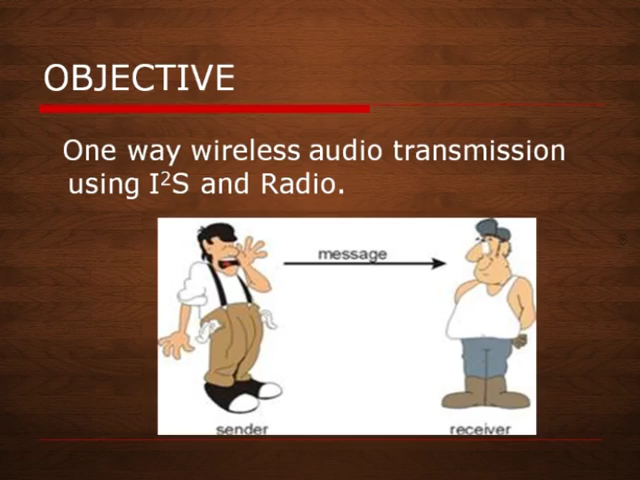 OBJECTIVE
One way wireless audio transmission
using I²S and Radio.
message
sender
receiver